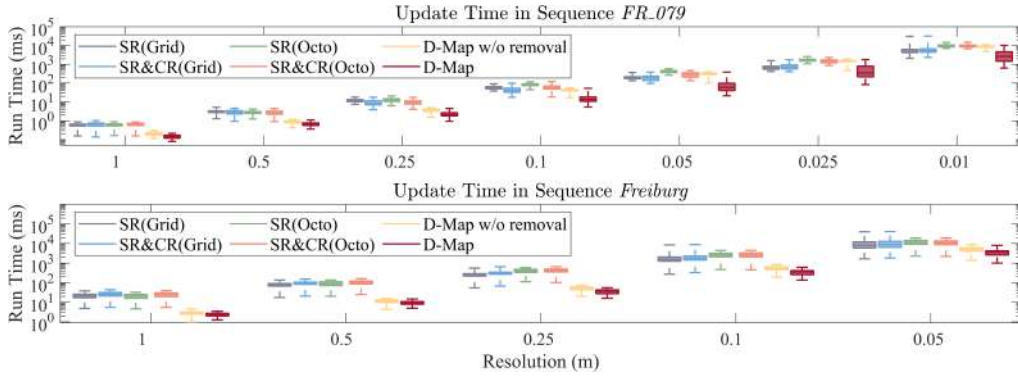 Update Time in Sequence FR_079
Run Time (ms)
10^5
10^4
10^3
10^2
10^1
10^0
SR(Grid) SR(Octo) D-Map w/o removal
SR&CR(Grid) SR&CR(Octo) D-Map
1 0.5 0.25 0.1 0.05 0.025 0.01
Update Time in Sequence Freiburg
Run Time (ms)
10^5
10^4
10^3
10^2
10^1
10^0
SR(Grid) SR(Octo) D-Map w/o removal
SR&CR(Grid) SR&CR(Octo) D-Map
1 0.5 0.25 0.1 0.05
Resolution (m)